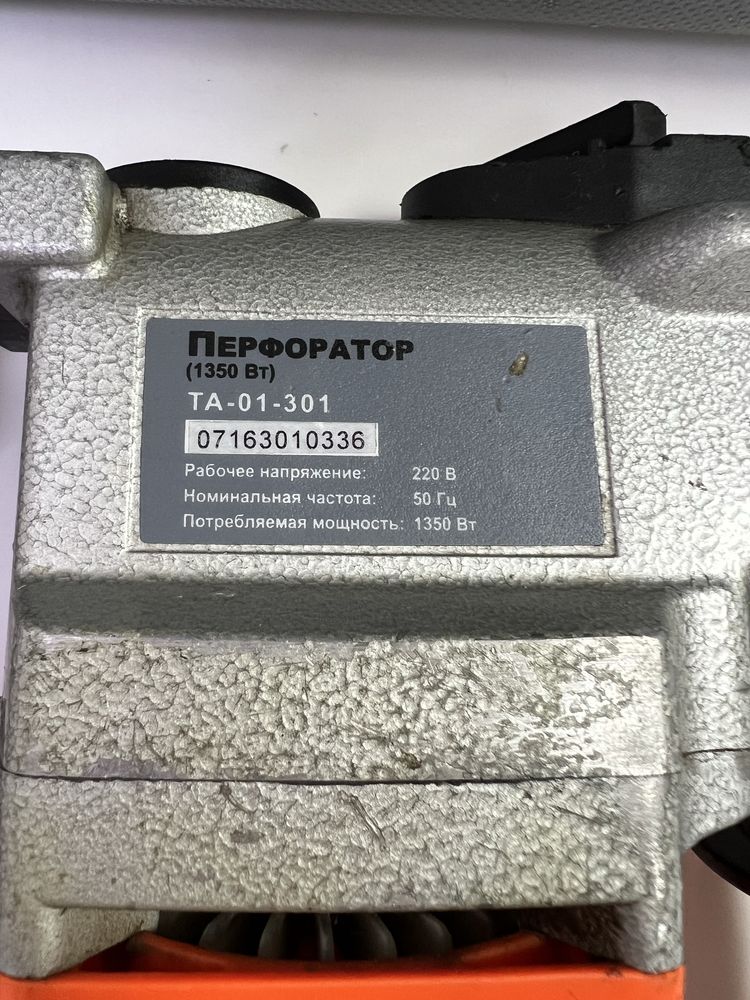 ПЕРФОРАТОР
(1350 Вт)
ТА-01-301
07163010336
Рабочее напряжение: 220 В
Номинальная частота: 50 Гц
Потребляемая мощность: 1350 Вт